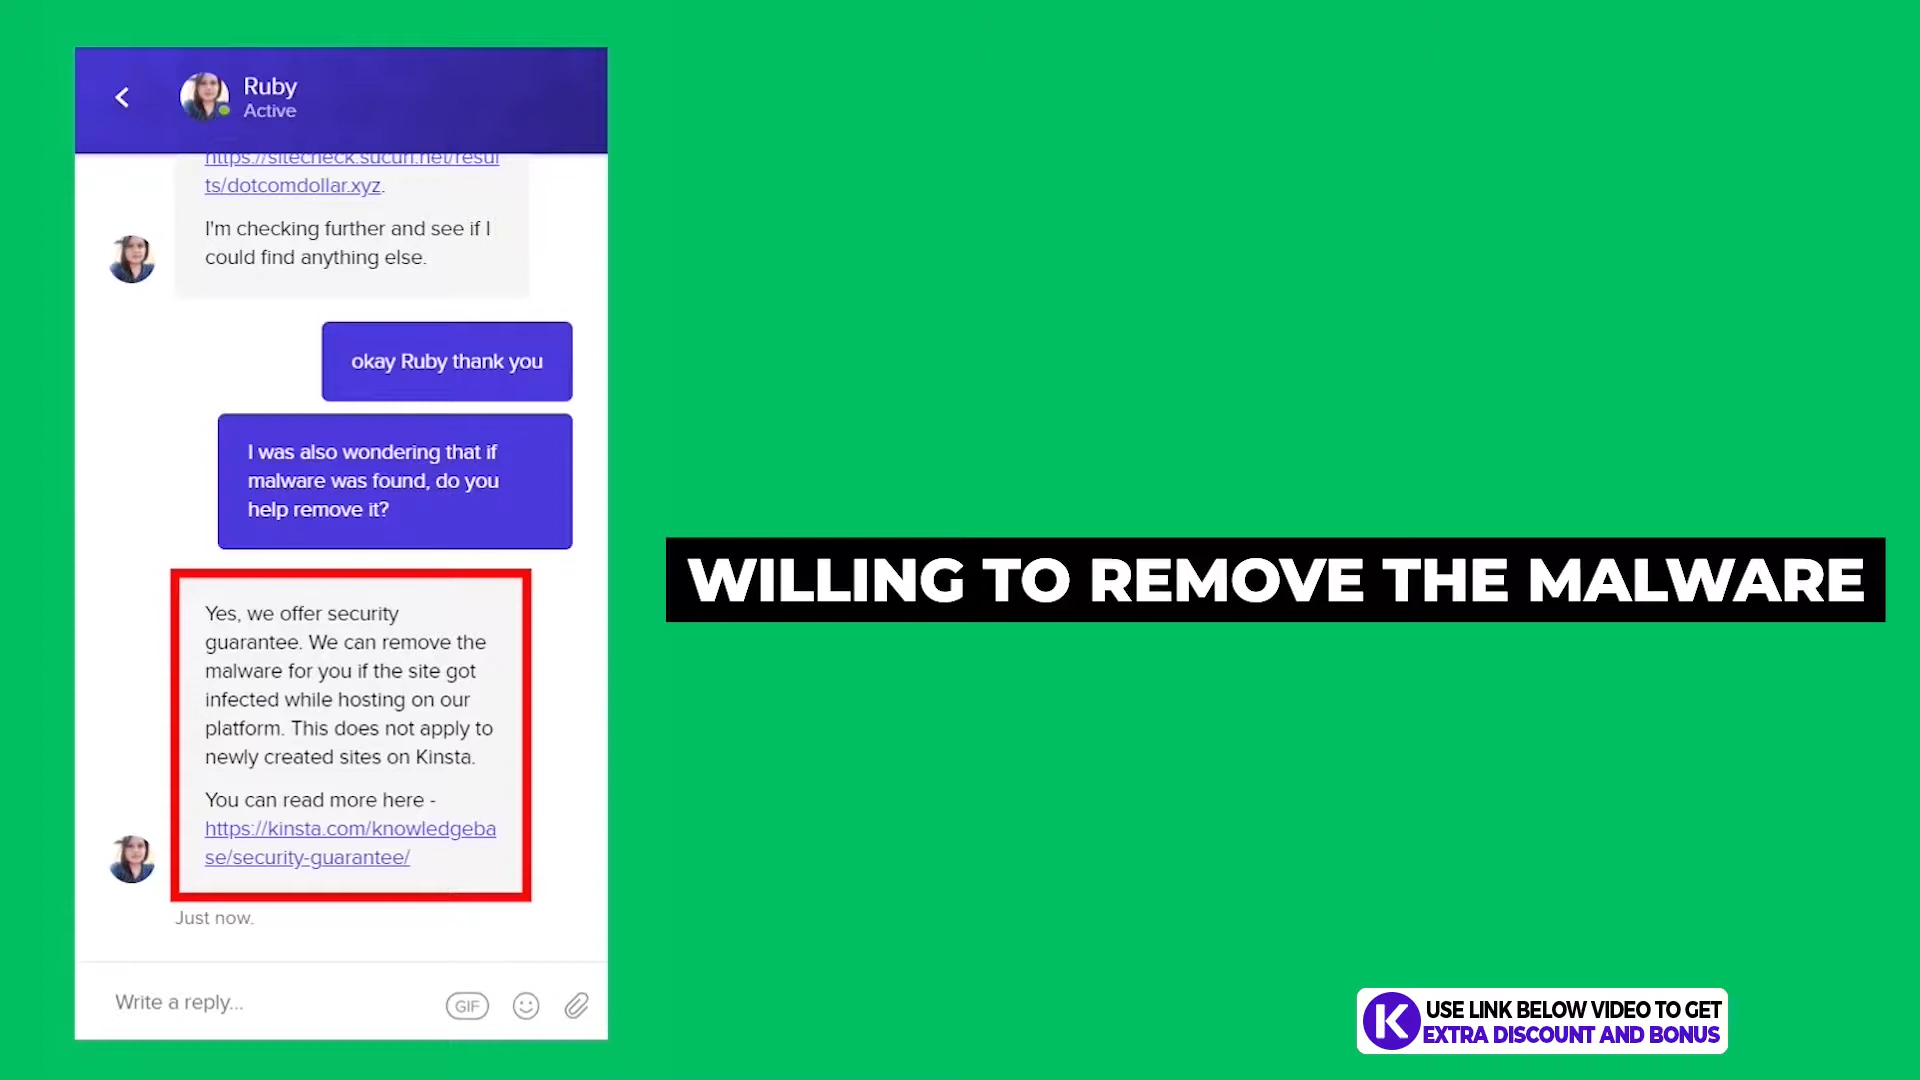 Ruby
Active
https://sitecheck.sucuri.net/resul
ts/dotcomdollar.xyz.
I'm checking further and see if I
could find anything else.
okay Ruby thank you
I was also wondering that if
malware was found, do you
help remove it?
Yes, we offer security
guarantee. We can remove the
malware for you if the site got
infected while hosting on our
platform. This does not apply to
newly created sites on Kinsta.
You can read more here -
https://kinsta.com/knowledgeba
se/security-guarantee/
Just now.
Write a reply...
GIF
WILLING TO REMOVE THE MALWARE
K
USE LINK BELOW VIDEO TO GET
EXTRA DISCOUNT AND BONUS